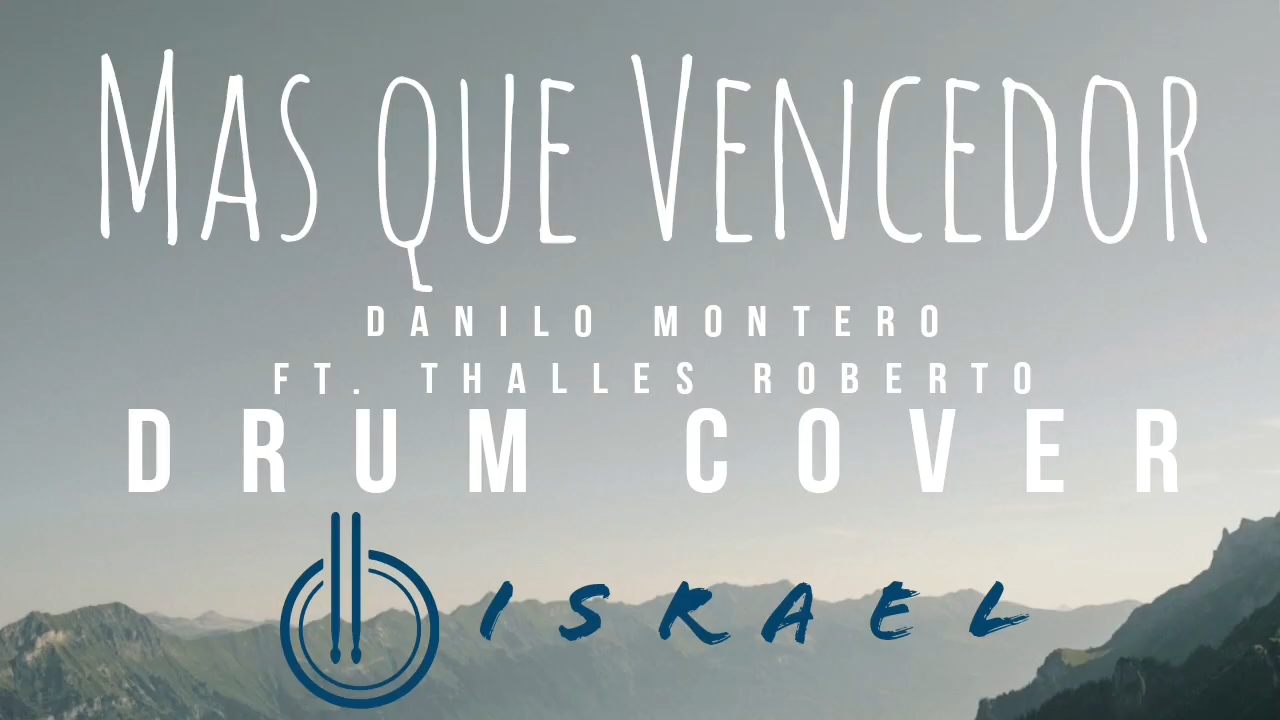 MAS QUE VENCEDOR
DANILO MONTERO
FT. THALLES ROBERTO
DRUM COVER
ISRAEL